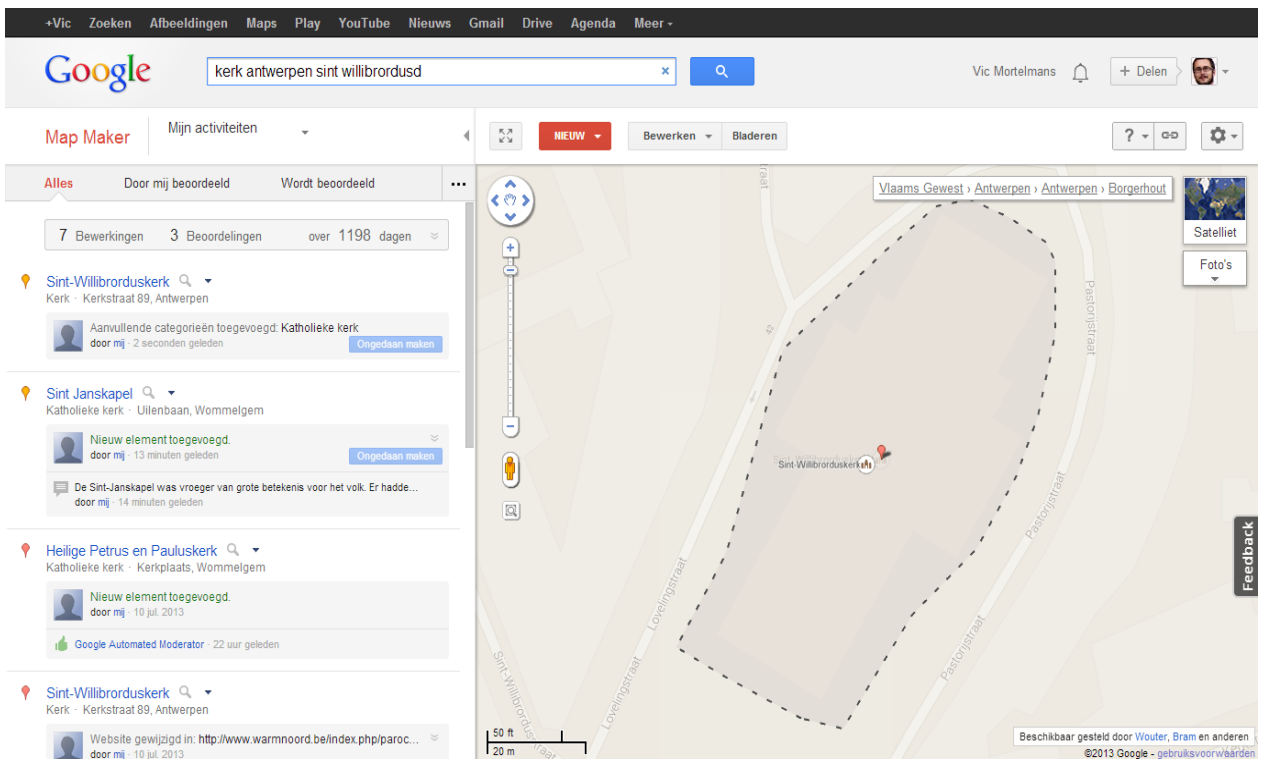 +Vic Zoeken Afbeeldingen Maps Play YouTube Nieuws Gmail Drive Agenda Meer
Google
kerk antwerpen sint willibrordusd ×
Vic Mortelmans
+ Delen
Map Maker
Mijn activiteiten
NIEUW
Bewerken
Bladeren
?
Alles Door mij beoordeeld Wordt beoordeeld
7 Bewerkingen 3 Beoordelingen over 1198 dagen
Sint-Willibrorduskerk
Kerk · Kerkstraat 89, Antwerpen
Aanvullende categorieën toegevoegd: Katholieke kerk
door mij · 2 seconden geleden
Ongedaan maken
Sint Janskapel
Katholieke kerk · Uilenbaan, Wommelgem
Nieuw element toegevoegd.
door mij · 13 minuten geleden
Ongedaan maken
De Sint-Janskapel was vroeger van grote betekenis voor het volk. Er hadde...
door mij · 14 minuten geleden
Heilige Petrus en Pauluskerk
Katholieke kerk · Kerkplaats, Wommelgem
Nieuw element toegevoegd.
door mij · 10 jul. 2013
Google Automated Moderator · 22 uur geleden
Sint-Willibrorduskerk
Kerk · Kerkstraat 89, Antwerpen
Website gewijzigd in: http://www.warmnoord.be/index.php/paroc...
door mij · 10 jul. 2013
Vlaams Gewest › Antwerpen › Antwerpen › Borgerhout
Satelliet
Foto's
straat
Pastorijstraat
43
Sint-Willibrorduskerk
Pastorijstraat
Lovelingstraat
Pastorijstraat
Lovelingstraat
Sint-Willibrordusstraat
Feedback
50 ft
20 m
Beschikbaar gesteld door Wouter, Bram en anderen
©2013 Google - gebruiksvoorwaarden